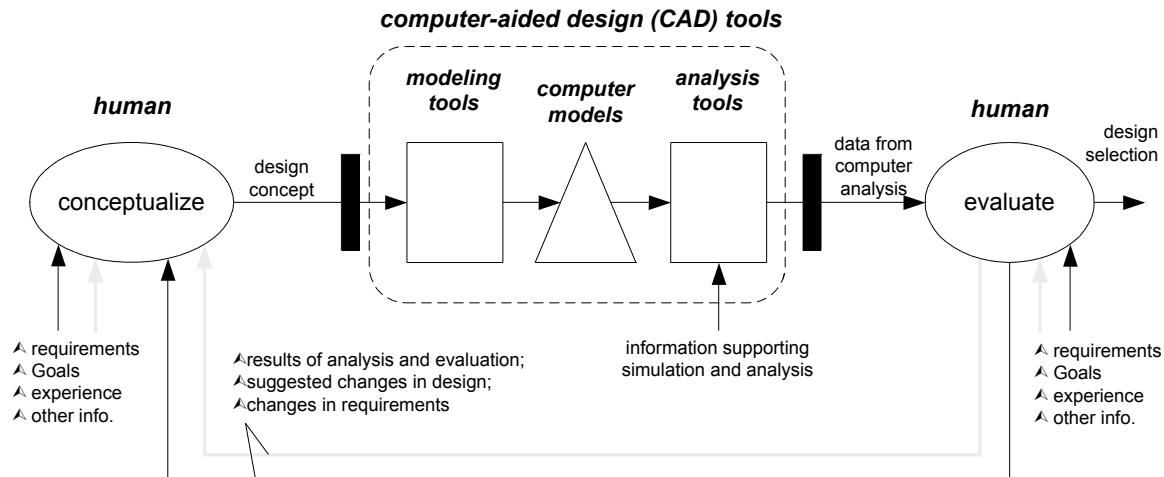 computer-aided design (CAD) tools
modeling
tools
computer
models
analysis
tools
human
human
design
concept
data from
computer
analysis
design
selection
conceptualize
evaluate
requirements
Goals
experience
other info.
results of analysis and evaluation;
suggested changes in design;
changes in requirements
information supporting
simulation and analysis
requirements
Goals
experience
other info.